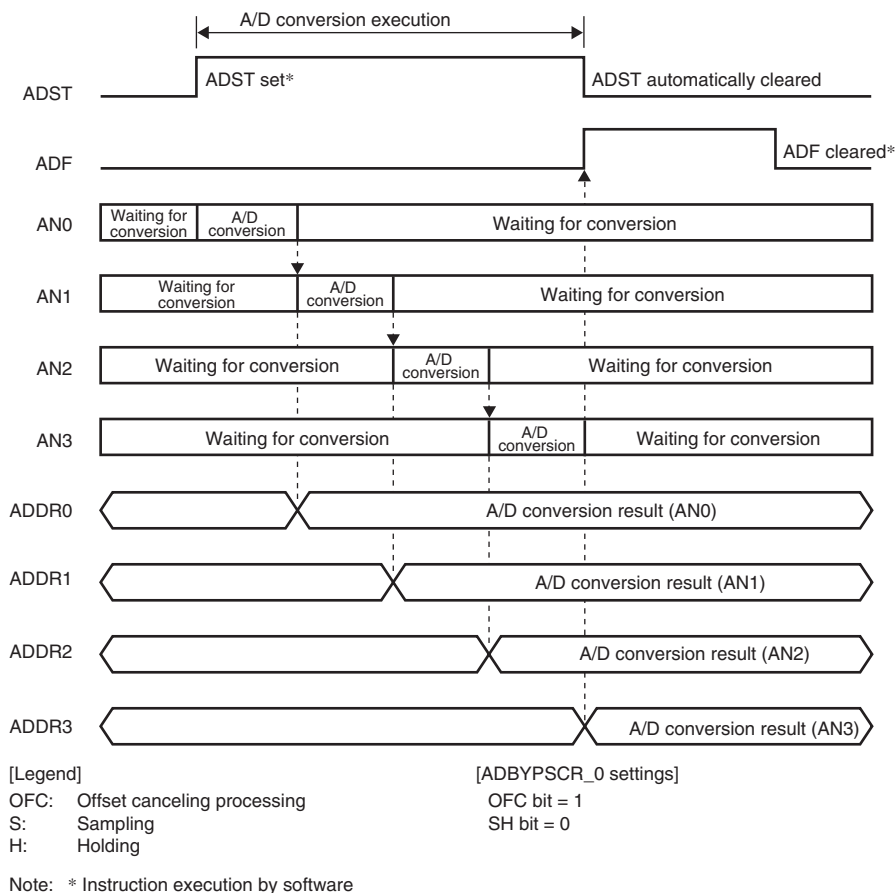 A/D conversion execution
ADST
ADST set*
ADST automatically cleared
ADF
ADF cleared*
AN0
Waiting for
conversion
A/D
conversion
Waiting for conversion
AN1
Waiting for
conversion
A/D
conversion
Waiting for conversion
AN2
Waiting for conversion
A/D
conversion
Waiting for conversion
AN3
Waiting for conversion
A/D
conversion
Waiting for conversion
ADDR0
A/D conversion result (AN0)
ADDR1
A/D conversion result (AN1)
ADDR2
A/D conversion result (AN2)
ADDR3
A/D conversion result (AN3)
[Legend]
OFC: Offset canceling processing
S: Sampling
H: Holding
[ADBYPSCR_0 settings]
OFC bit = 1
SH bit = 0
Note: * Instruction execution by software